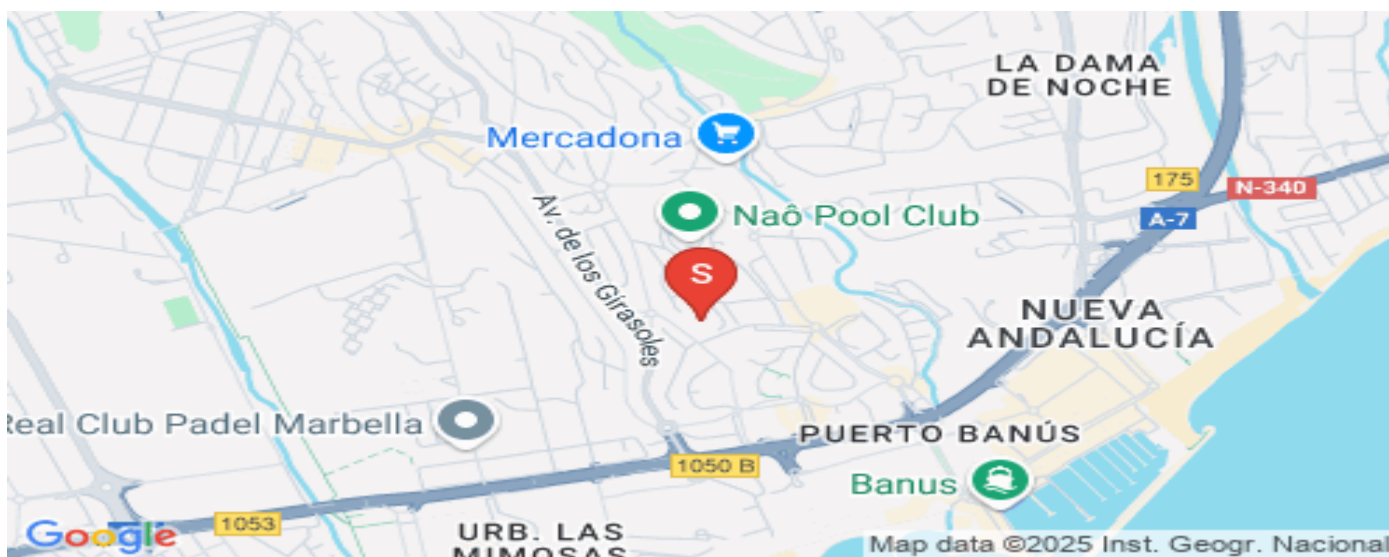 LA DAMA
DE NOCHE
Mercadona
175
N-340
Naô Pool Club
A-7
Av. de los Girasoles
S
NUEVA
ANDALUCÍA
Real Club Padel Marbella
PUERTO BANÚS
1050 B
Banus
1053
URB. LAS
MIMOSAS
Google
Map data ©2025 Inst. Geogr. Nacional